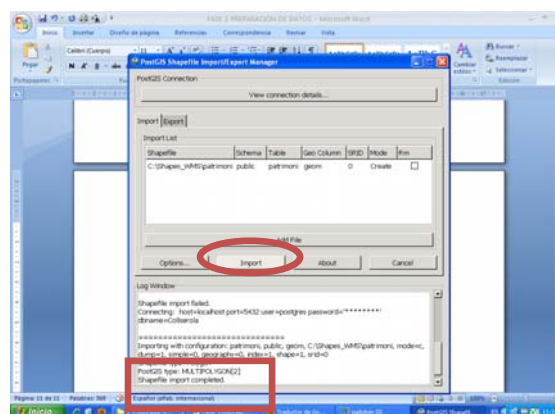 FASE 2 PREPARACIÓN DE DATOS - Microsoft Word
Inicio Insertar Diseño de página Referencias Correspondencia Revisar Vista
Calibri (Cuerpo) 11
Pegar
N K S
Cambiar
Buscar
Reemplazar
Seleccionar
Portapapeles
Edición
PostGIS Shapefile Import/Export Manager
PostGIS Connection
View connection details...
Import Export
Import List
Shapefile Schema Table Geo Column SRID Mode Rm
C:\Shapes_WMS\patrimoni public patrimoni geom 0 Create
Add File
Options... Import About Cancel
Log Window
Shapefile import failed.
Connecting: host=localhost port=5432 user=postgres password='********'
dbname=Collserola
==============================
Importing with configuration: patrimoni, public, geom, C:\Shapes_WMS\patrimoni, mode=c,
dump=1, simple=0, geography=0, index=1, shape=1, srid=0
PostGIS type: MULTIPOLYGON[2]
Shapefile import completed.
Página 11 de 11 Palabras: 568 Español (alfab. internacional) 100%
Inicio